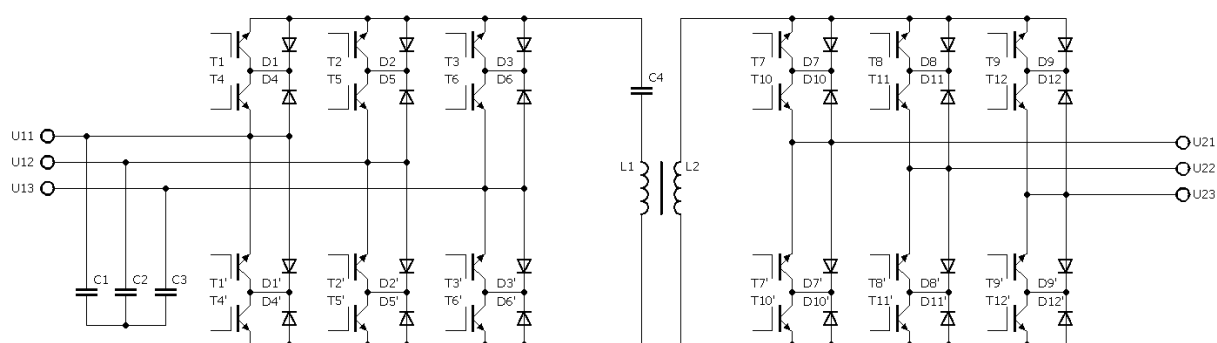 T1 D1 T2 D2 T3 D3 T7 D7 T8 D8 T9 D9
T4 D4 T5 D5 T6 D6 C4 T10 D10 T11 D11 T12 D12
U11 U21
U12 L1 L2 U22
U13 U23
C1 C2 C3
T1' D1' T2' D2' T3' D3' T7' D7' T8' D8' T9' D9'
T4' D4' T5' D5' T6' D6' T10' D10' T11' D11' T12' D12'